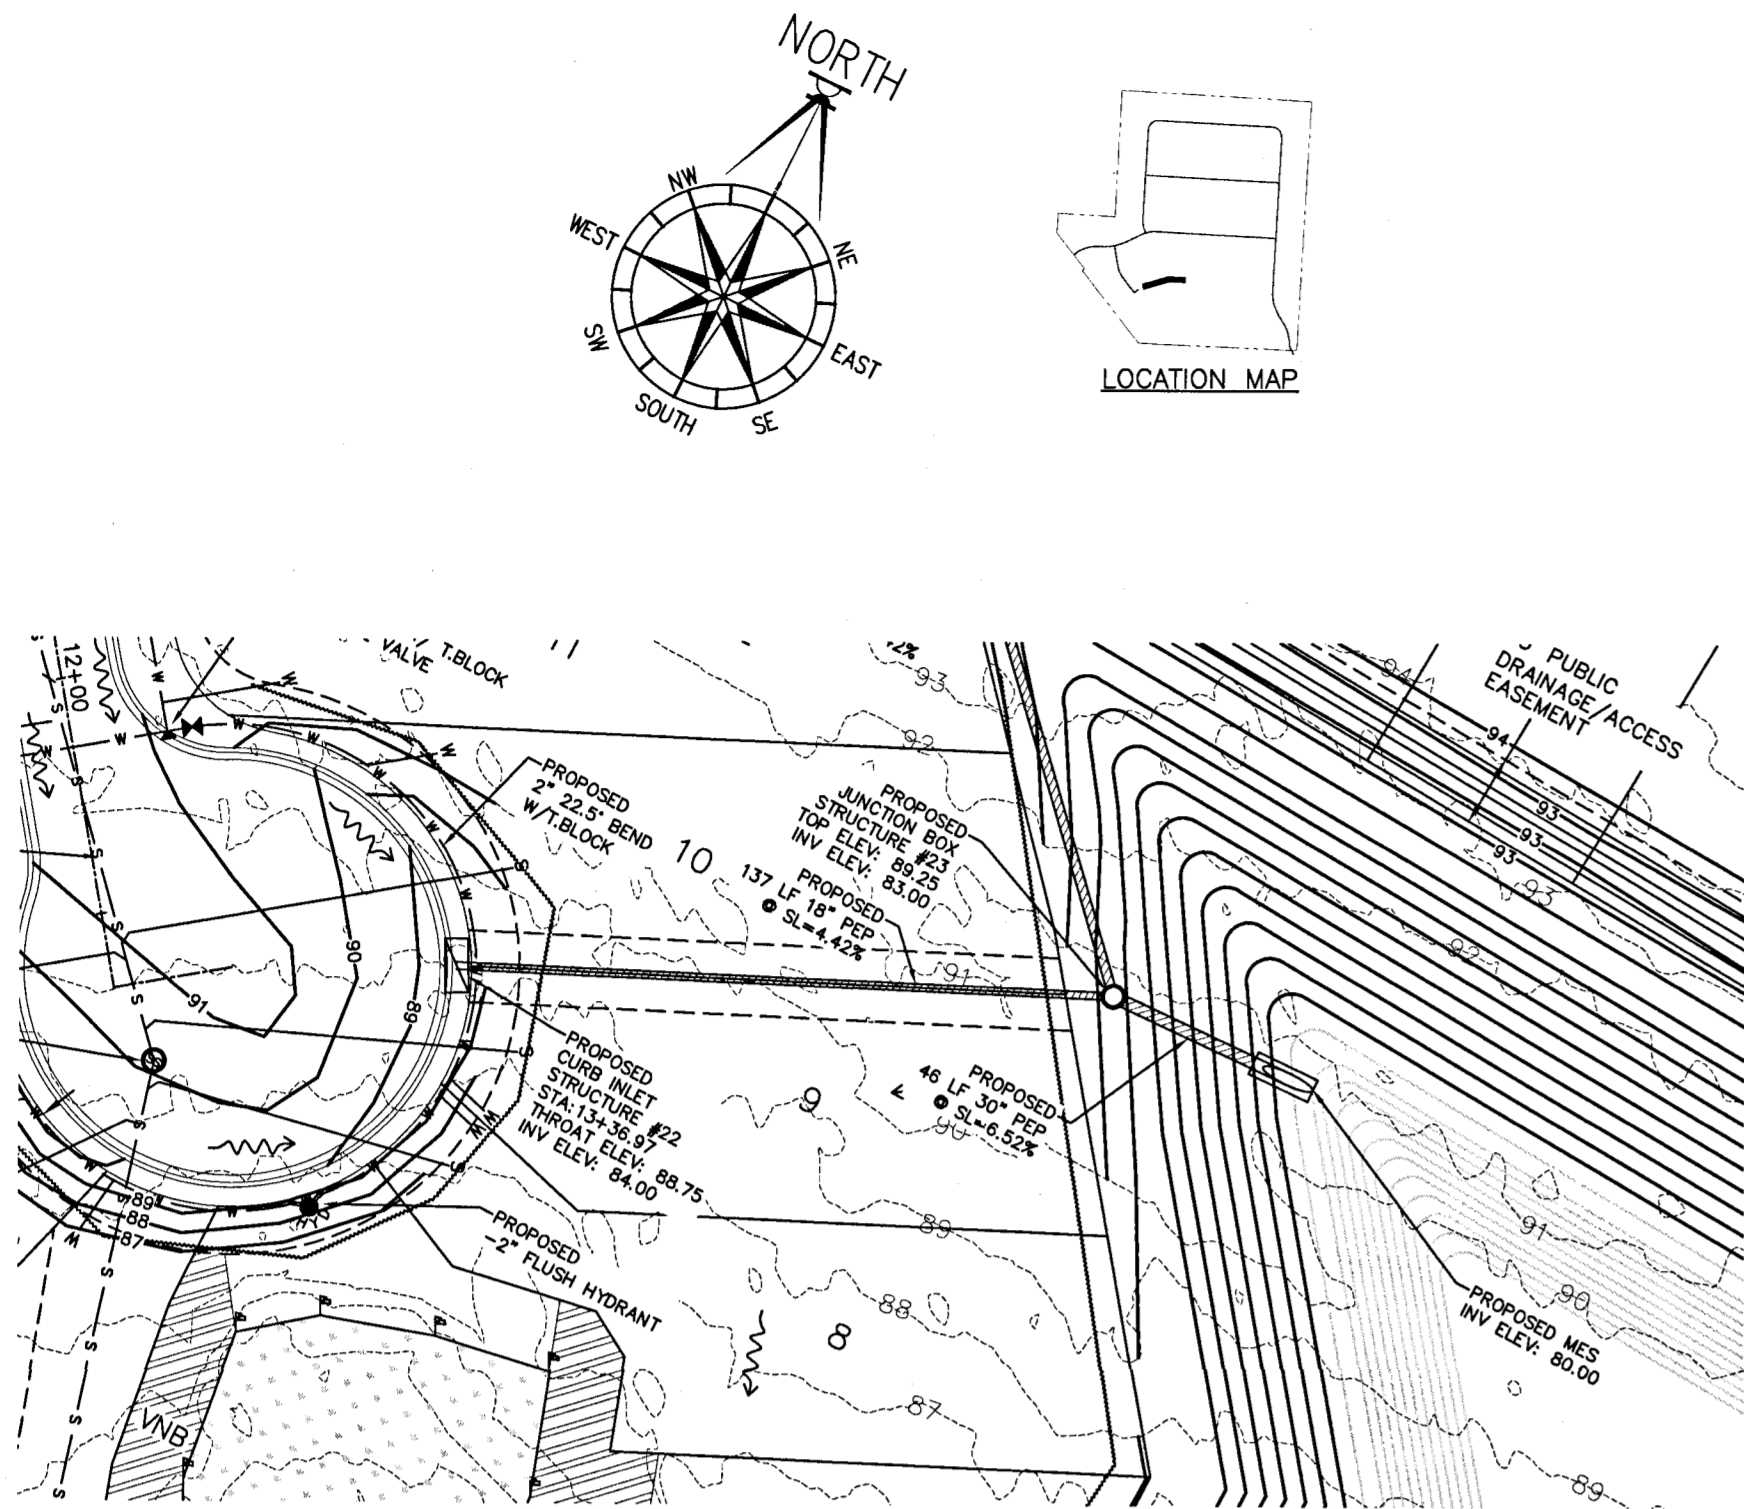 NORTH
NW
NE
WEST
EAST
SW
SOUTH
SE
LOCATION MAP
12+00
T.BLOCK
VALVE
93
94
PUBLIC
DRAINAGE/ACCESS
EASEMENT
94
92
93
93
93
93
92
PROPOSED
2" 22.5° BEND
W/T.BLOCK
10
PROPOSED
JUNCTION BOX
STRUCTURE #23
TOP ELEV: 89.25
INV ELEV: 83.00
PROPOSED
137 LF 18" PEP
@ SL=4.42%
91
90
91
89
PROPOSED
CURB INLET
STRUCTURE #22
STA: 13+36.97
THROAT ELEV: 88.75
INV ELEV: 84.00
9
PROPOSED
46 LF 30" PEP
@ SL=6.52%
90
89
88
87
PROPOSED
2" FLUSH HYDRANT
89
88
8
87
91
90
PROPOSED MES
INV ELEV: 80.00
89
VNB